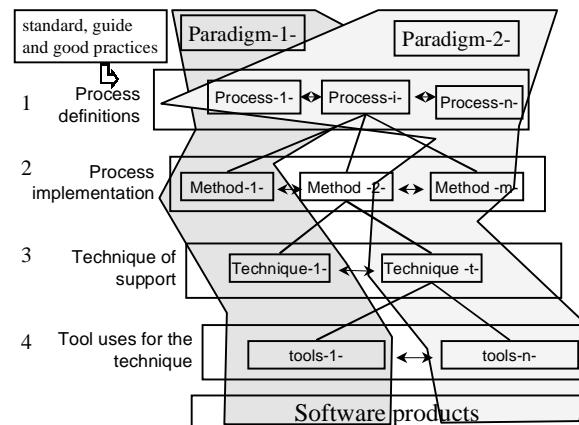 standard, guide
and good practices
Paradigm-1-
Paradigm-2-
1
Process
definitions
Process-1-
Process-i-
Process-n-
2
Process
implementation
Method-1-
Method -2-
Method -m-
3
Technique of
support
Technique-1-
Technique -t-
4
Tool uses for the
technique
tools-1-
tools-n-
Software products